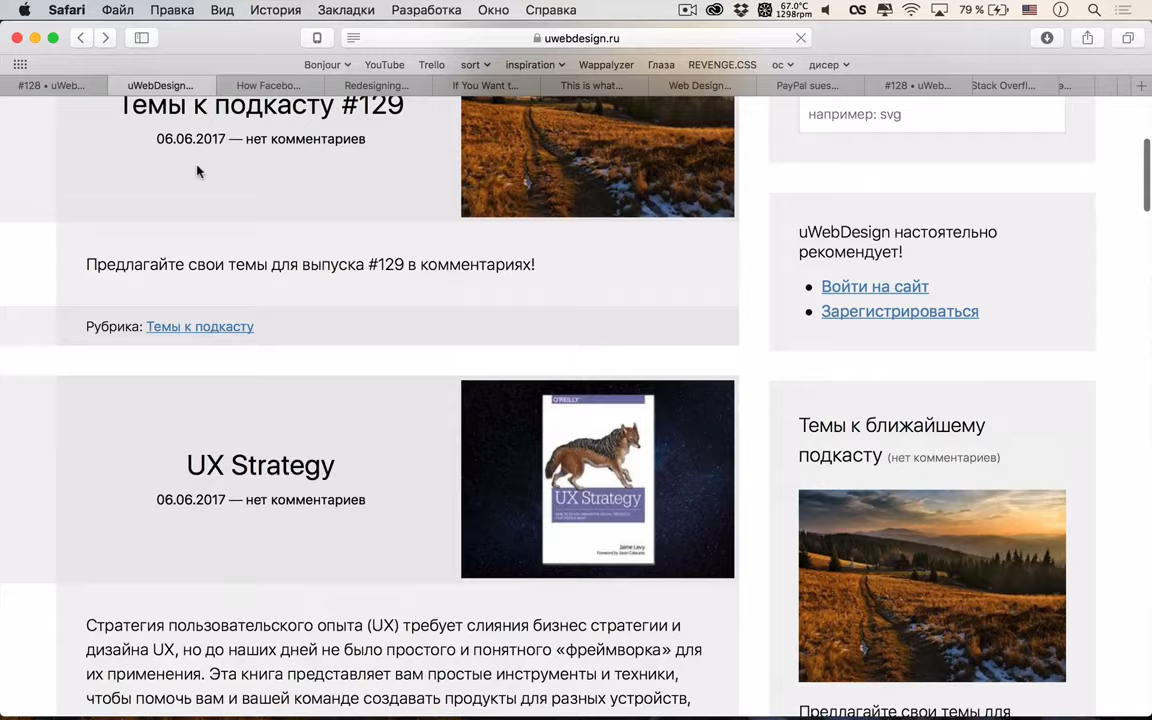 Safari Файл Правка Вид История Закладки Разработка Окно Справка 67.0°C 1298rpm 79 %
uwebdesign.ru
Bonjour YouTube Trello sort inspiration Wappalyzer Глаза REVENGE.CSS ос дисер
#128 • uWeb... uWebDesign... How Facebo... Redesigning... If You Want t... This is what... Web Design... PayPal sues... #128 • uWeb... Stack Overfl...
Темы к подкасту #129
06.06.2017 — нет комментариев
например: svg
Предлагайте свои темы для выпуска #129 в комментариях!
Рубрика: Темы к подкасту
uWebDesign настоятельно
рекомендует!
Войти на сайт
Зарегистрироваться
UX Strategy
06.06.2017 — нет комментариев
O'REILLY
UX Strategy
Jaime Levy
Стратегия пользовательского опыта (UX) требует слияния бизнес стратегии и
дизайна UX, но до наших дней не было простого и понятного «фреймворка» для
их применения. Эта книга представляет вам простые инструменты и техники,
чтобы помочь вам и вашей команде создавать продукты для разных устройств,
Темы к ближайшему
подкасту (нет комментариев)
Предлагайте свои темы для